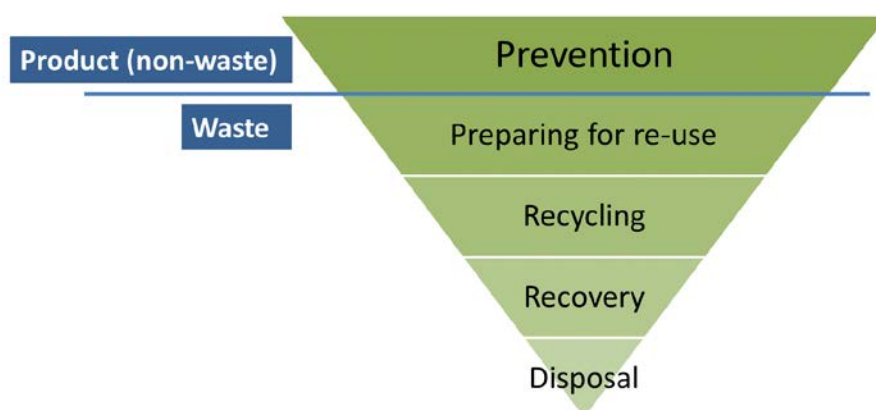 Product (non-waste)
Prevention
Waste
Preparing for re-use
Recycling
Recovery
Disposal